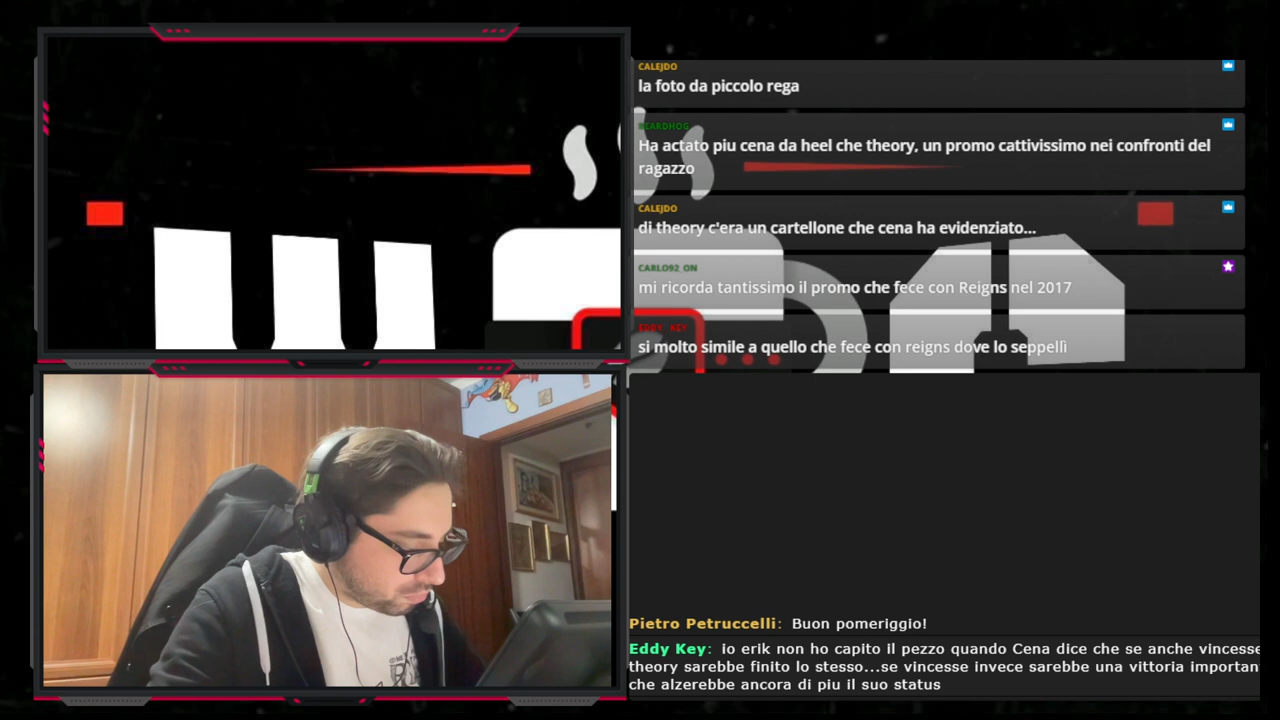 CALEJDO
la foto da piccolo rega
BEARDHOG
Ha actato piu cena da heel che theory, un promo cattivissimo nei confronti del
ragazzo
CALEJDO
di theory c'era un cartellone che cena ha evidenziato...
CARLO92_ON
mi ricorda tantissimo il promo che fece con Reigns nel 2017
EDDY KEY
si molto simile a quello che fece con reigns dove lo seppellì
Pietro Petruccelli: Buon pomeriggio!
Eddy Key: io erik non ho capito il pezzo quando Cena dice che se anche vincesse
theory sarebbe finito lo stesso...se vincesse invece sarebbe una vittoria importan
che alzerebbe ancora di piu il suo status